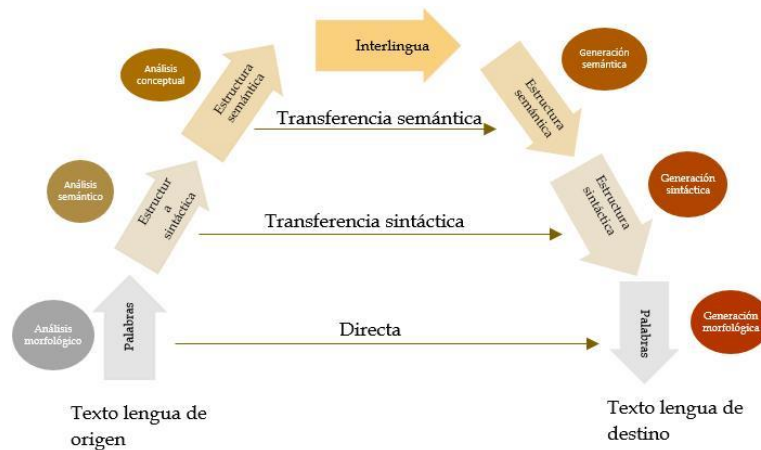 Interlingua
Análisis
conceptual
Estructura
semántica
Generación
semántica
Estructura
semántica
Transferencia semántica
Análisis
semántico
Estructur
a
sintáctica
Generación
sintáctica
Estructura
sintáctica
Transferencia sintáctica
Análisis
morfológico
Palabras
Directa
Palabras
Generación
morfológica
Texto lengua de
origen
Texto lengua de
destino